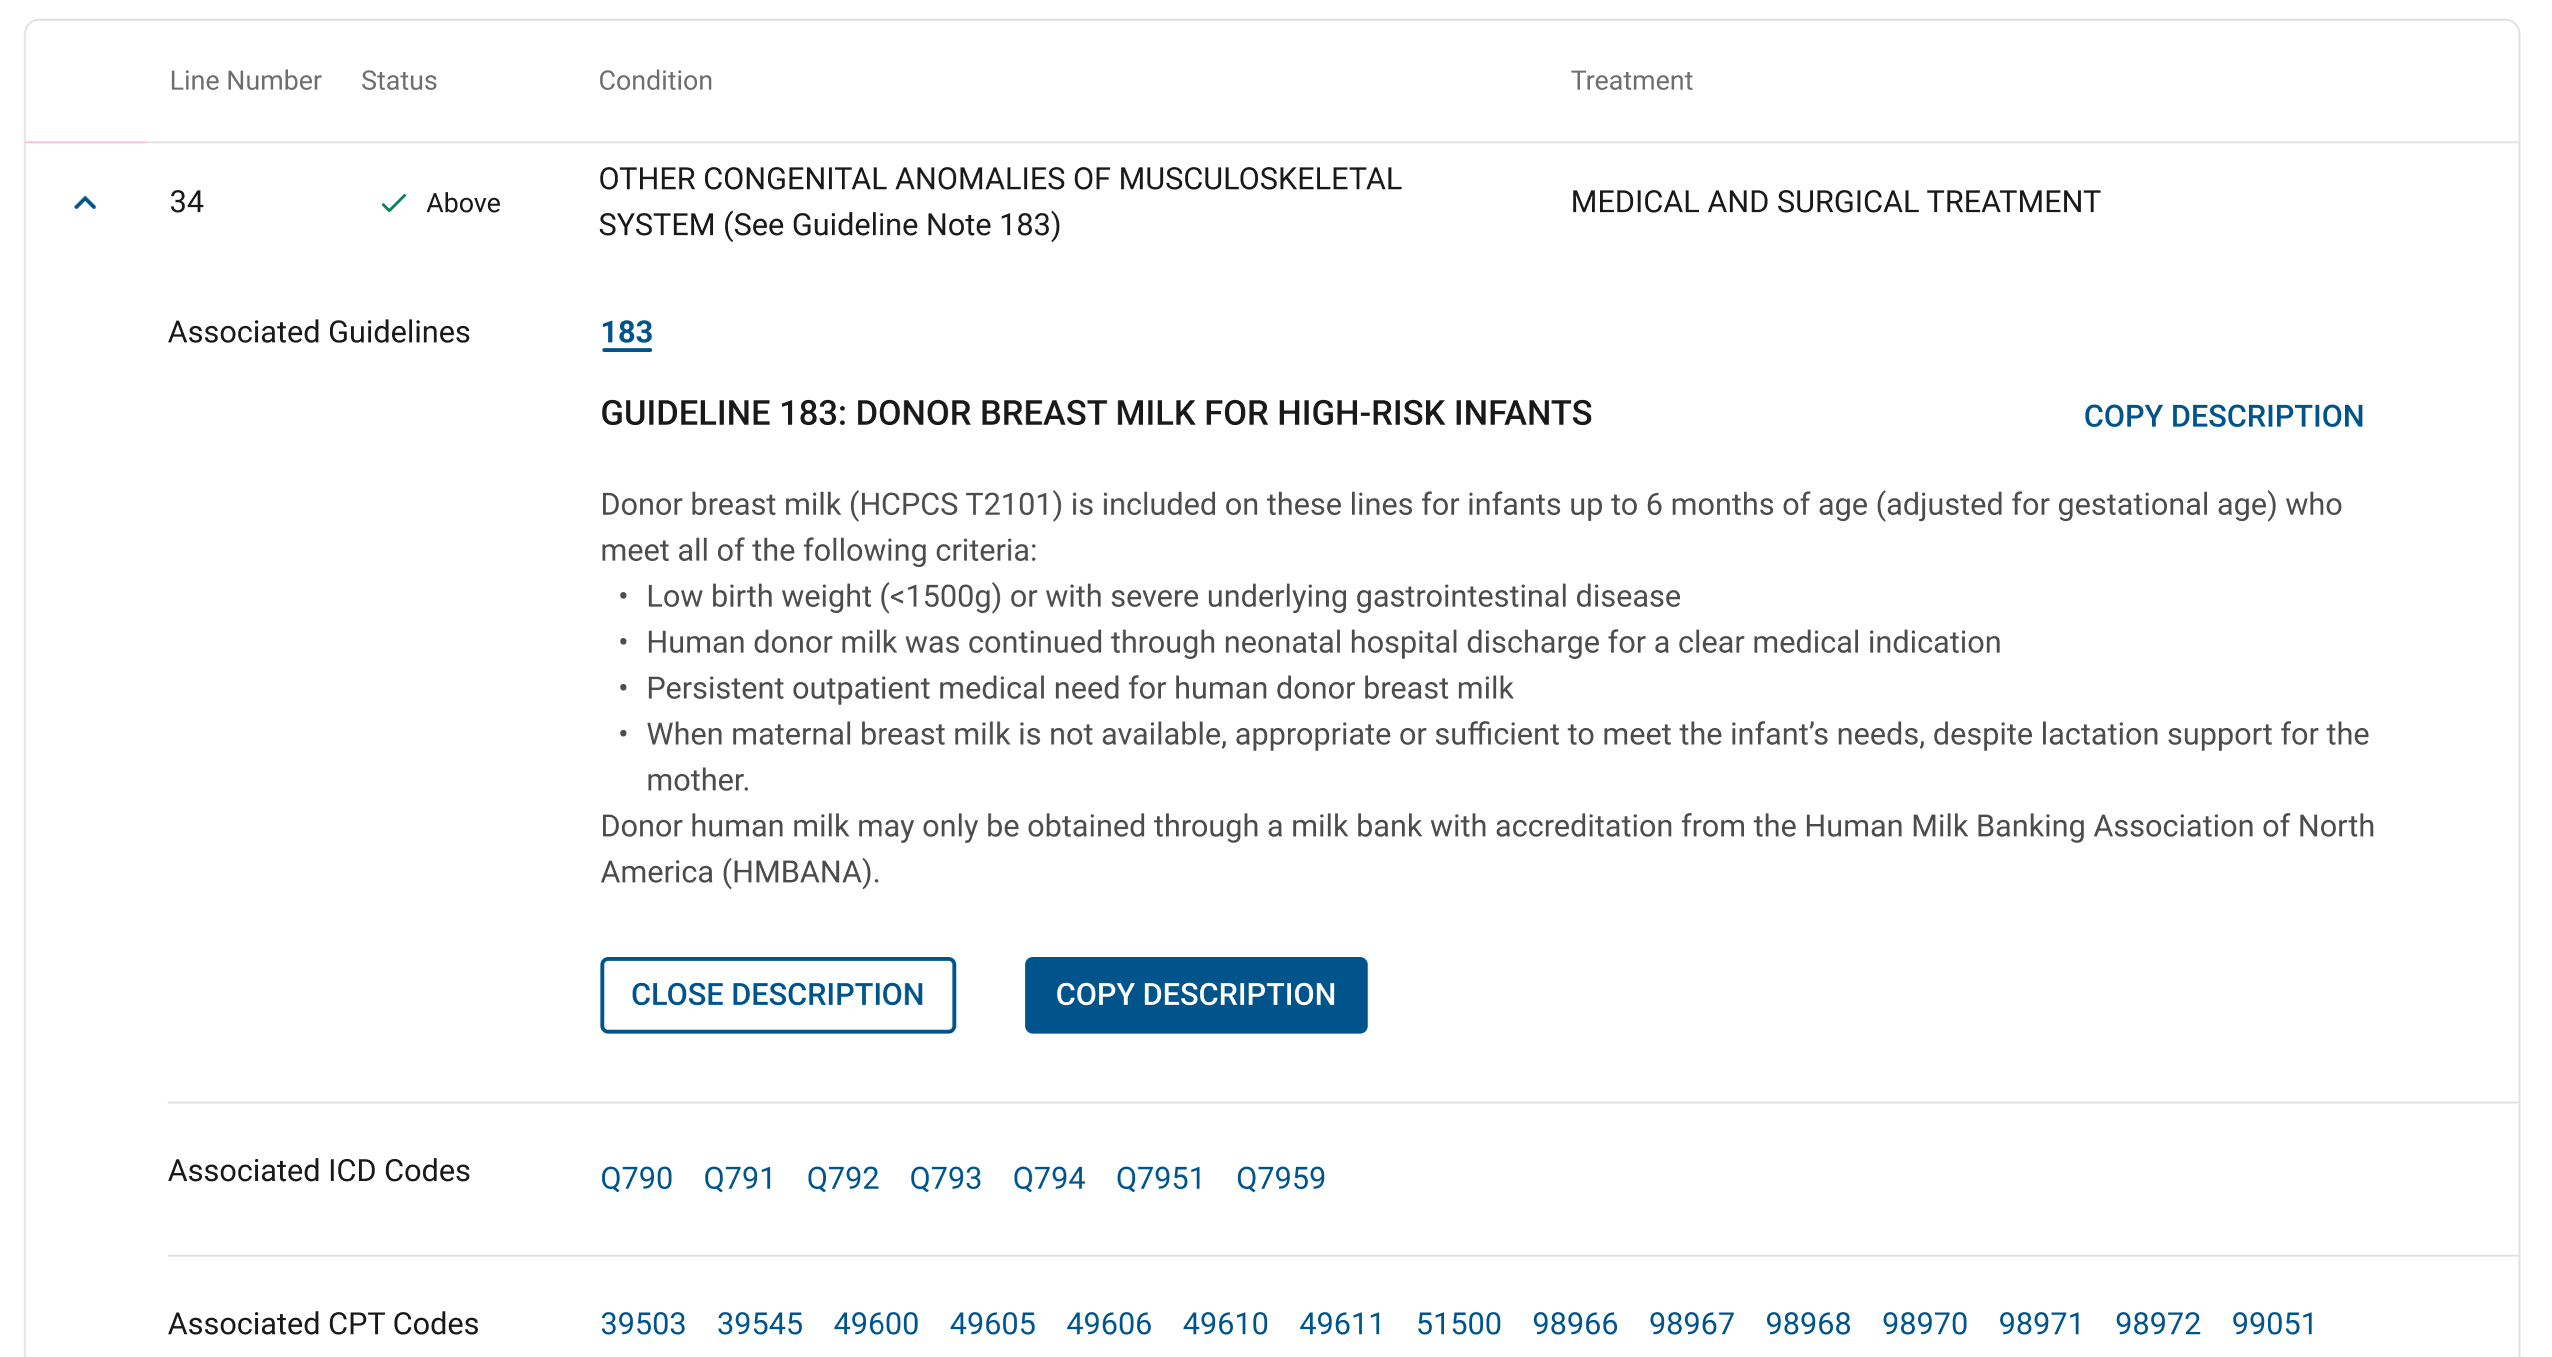 Line Number Status Condition Treatment
34 Above OTHER CONGENITAL ANOMALIES OF MUSCULOSKELETAL
SYSTEM (See Guideline Note 183) MEDICAL AND SURGICAL TREATMENT
Associated Guidelines 183
GUIDELINE 183: DONOR BREAST MILK FOR HIGH-RISK INFANTS COPY DESCRIPTION
Donor breast milk (HCPCS T2101) is included on these lines for infants up to 6 months of age (adjusted for gestational age) who
meet all of the following criteria:
• Low birth weight (<1500g) or with severe underlying gastrointestinal disease
• Human donor milk was continued through neonatal hospital discharge for a clear medical indication
• Persistent outpatient medical need for human donor breast milk
• When maternal breast milk is not available, appropriate or sufficient to meet the infant’s needs, despite lactation support for the
mother.
Donor human milk may only be obtained through a milk bank with accreditation from the Human Milk Banking Association of North
America (HMBANA).
CLOSE DESCRIPTION COPY DESCRIPTION
Associated ICD Codes Q790 Q791 Q792 Q793 Q794 Q7951 Q7959
Associated CPT Codes 39503 39545 49600 49605 49606 49610 49611 51500 98966 98967 98968 98970 98971 98972 99051